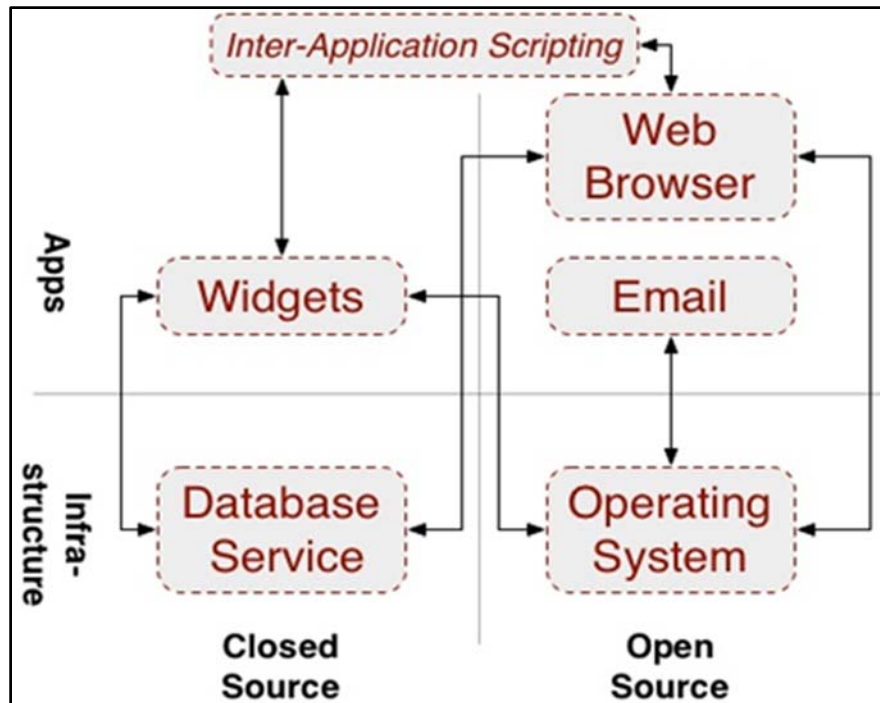 Inter-Application Scripting
Web
Browser
Apps
Widgets
Email
Infra-
structure
Database
Service
Operating
System
Closed
Source
Open
Source